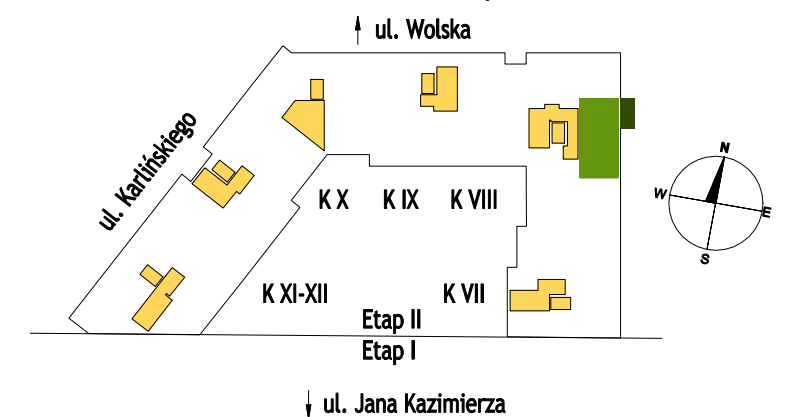 ul. Wolska
ul. Karlińskiego
N
W
E
S
K X K IX K VIII
K XI-XII K VII
Etap II
Etap I
ul. Jana Kazimierza